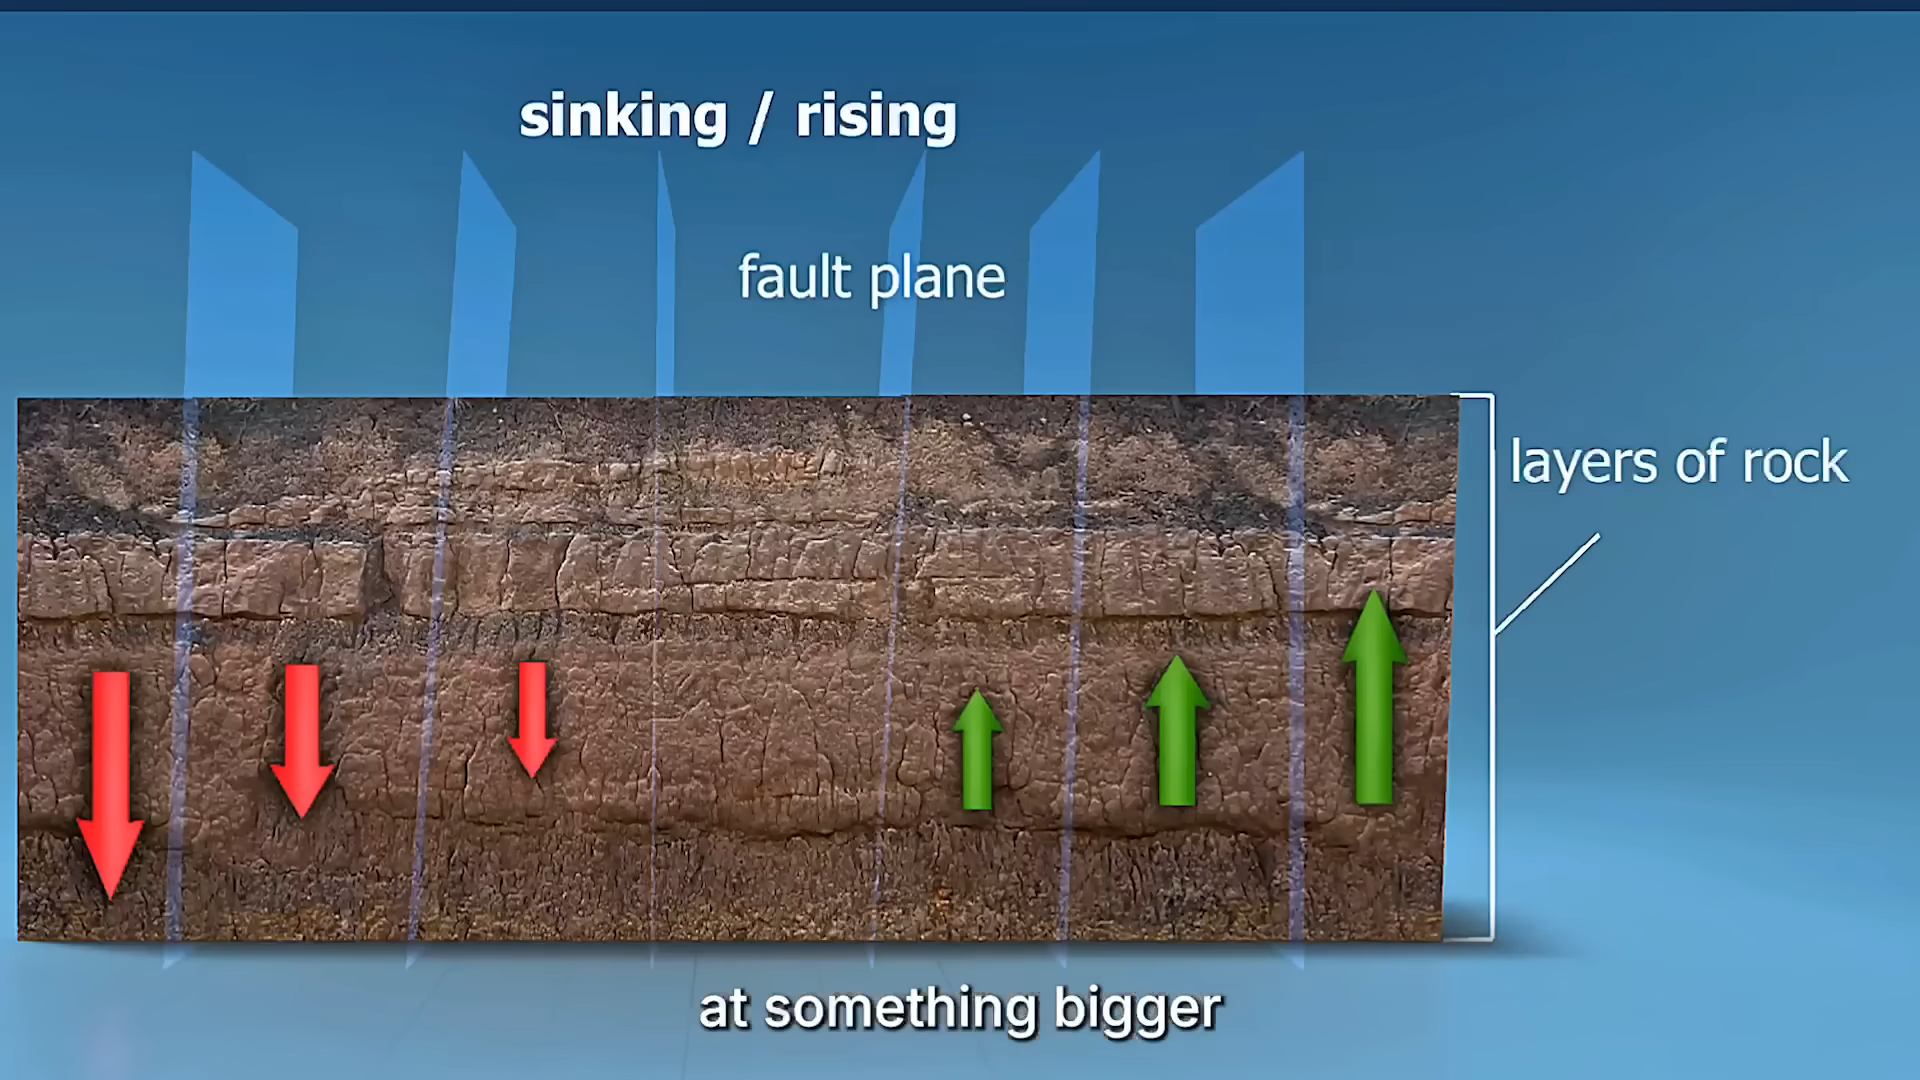 sinking / rising
fault plane
layers of rock
at something bigger